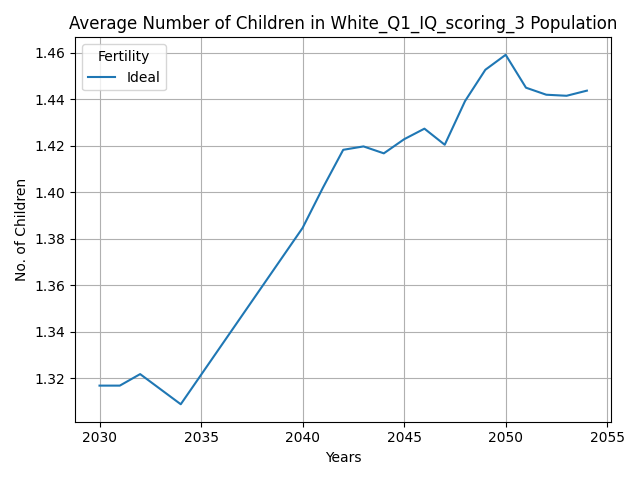 Average Number of Children in White_Q1_IQ_scoring_3 Population
Fertility
Ideal
1.46
1.44
1.42
1.40
1.38
1.36
1.34
1.32
No. of Children
2030 2035 2040 2045 2050 2055
Years